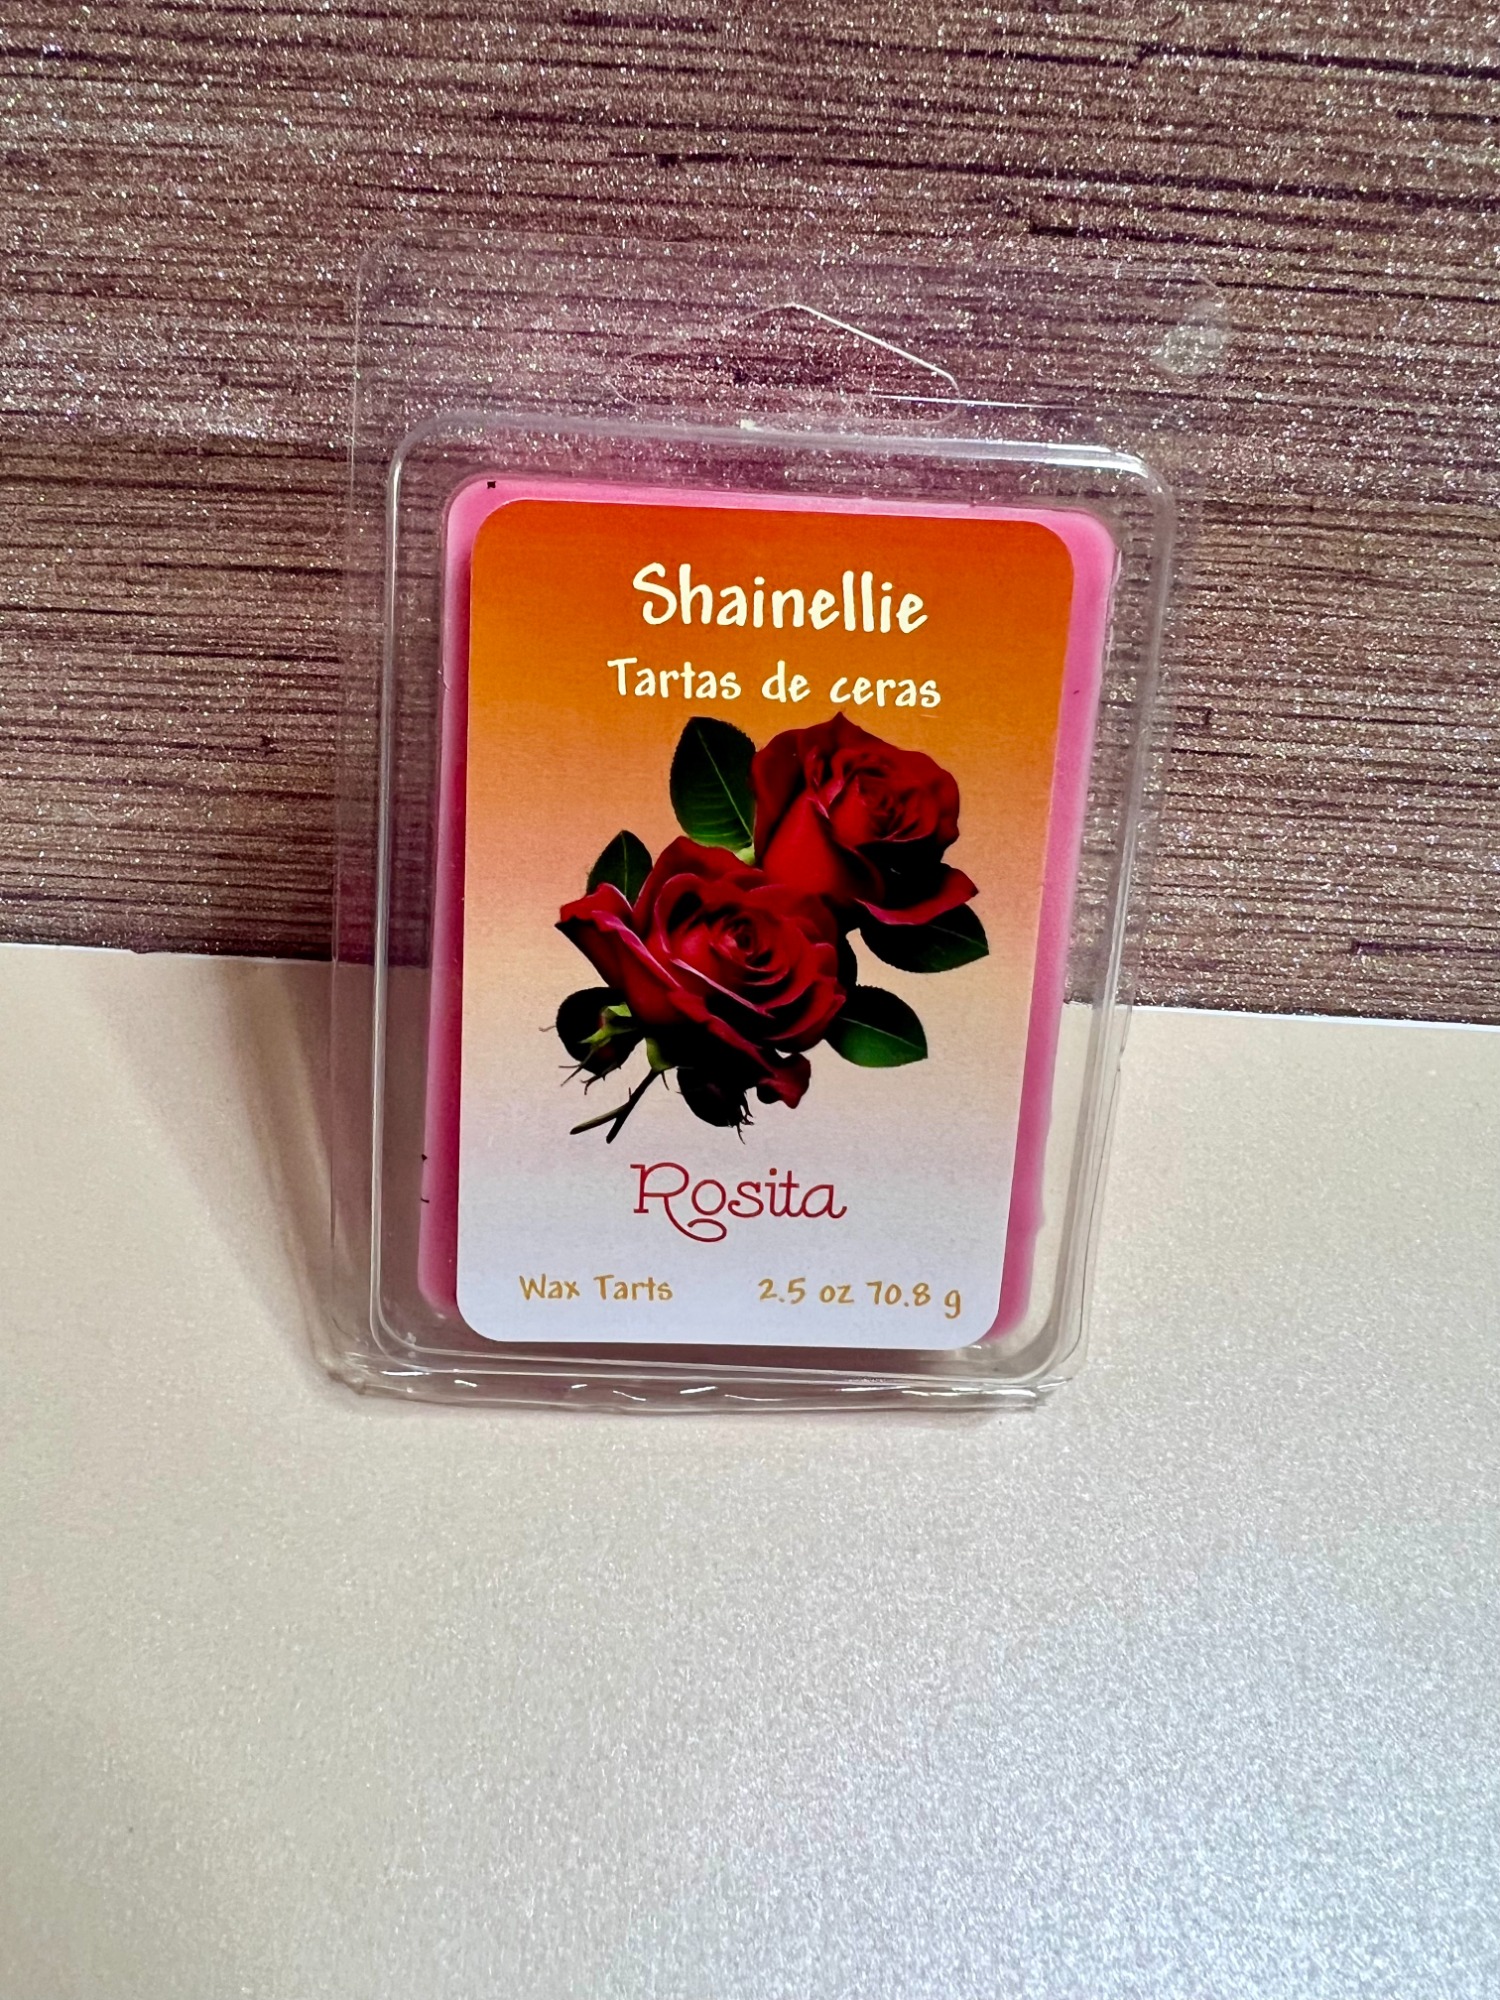 Shainellie
Tartas de ceras
Rosita
Wax Tarts 2.5 oz 70.8 g